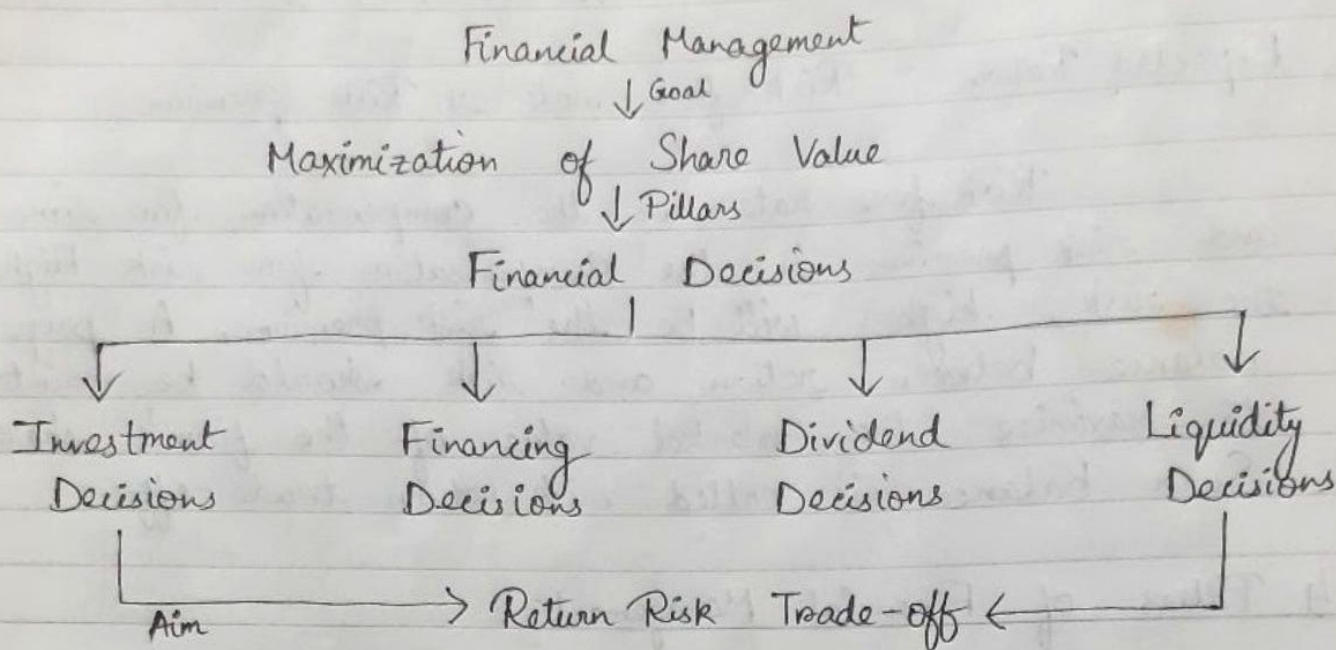 Financial Management
↓ Goal
Maximization of Share Value
↓ Pillars
Financial Decisions
Investment Decisions
Financing Decisions
Dividend Decisions
Liquidity Decisions
Aim
Return Risk Trade-off